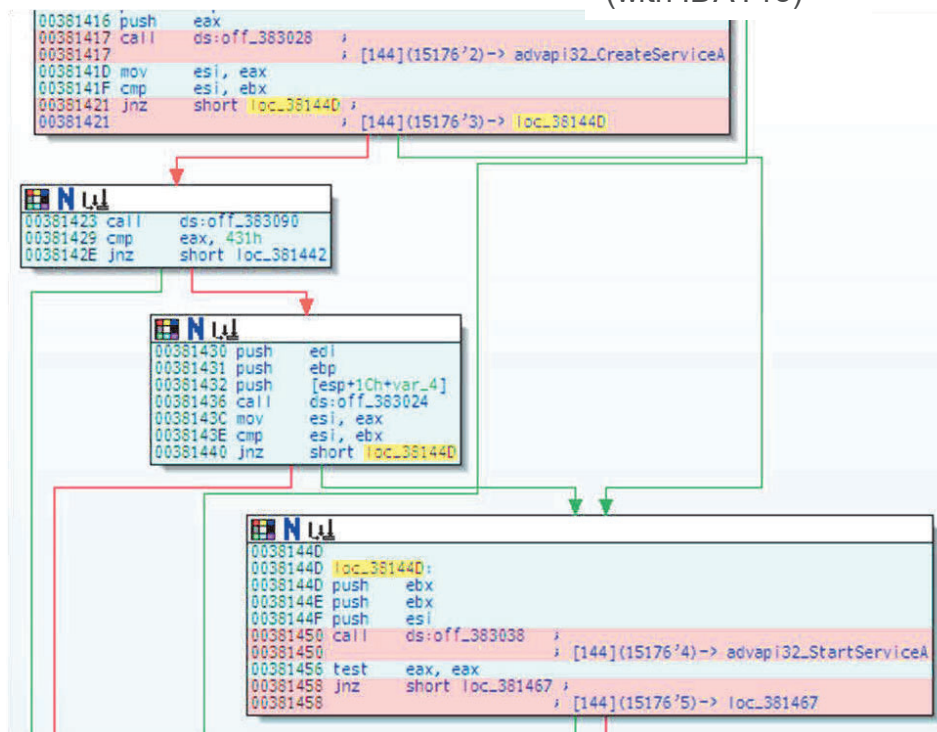 00381416 push eax
00381417 call ds:off_383028 ;
00381417 ; [144](15176'2)-> advapi32_CreateServiceA
0038141D mov esi, eax
0038141F cmp esi, ebx
00381421 jnz short loc_38144D ;
00381421 ; [144](15176'3)-> loc_38144D
00381423 call ds:off_383090
00381429 cmp eax, 431h
0038142E jnz short loc_381442
00381430 push edi
00381431 push ebp
00381432 push [esp+1Ch+var_4]
00381436 call ds:off_383024
0038143C mov esi, eax
0038143E cmp esi, ebx
00381440 jnz short loc_38144D
0038144D
0038144D loc_38144D:
0038144D push ebx
0038144E push ebx
0038144F push esi
00381450 call ds:off_383038 ;
00381450 ; [144](15176'4)-> advapi32_StartServiceA
00381456 test eax, eax
00381458 jnz short loc_381467 ;
00381458 ; [144](15176'5)-> loc_381467